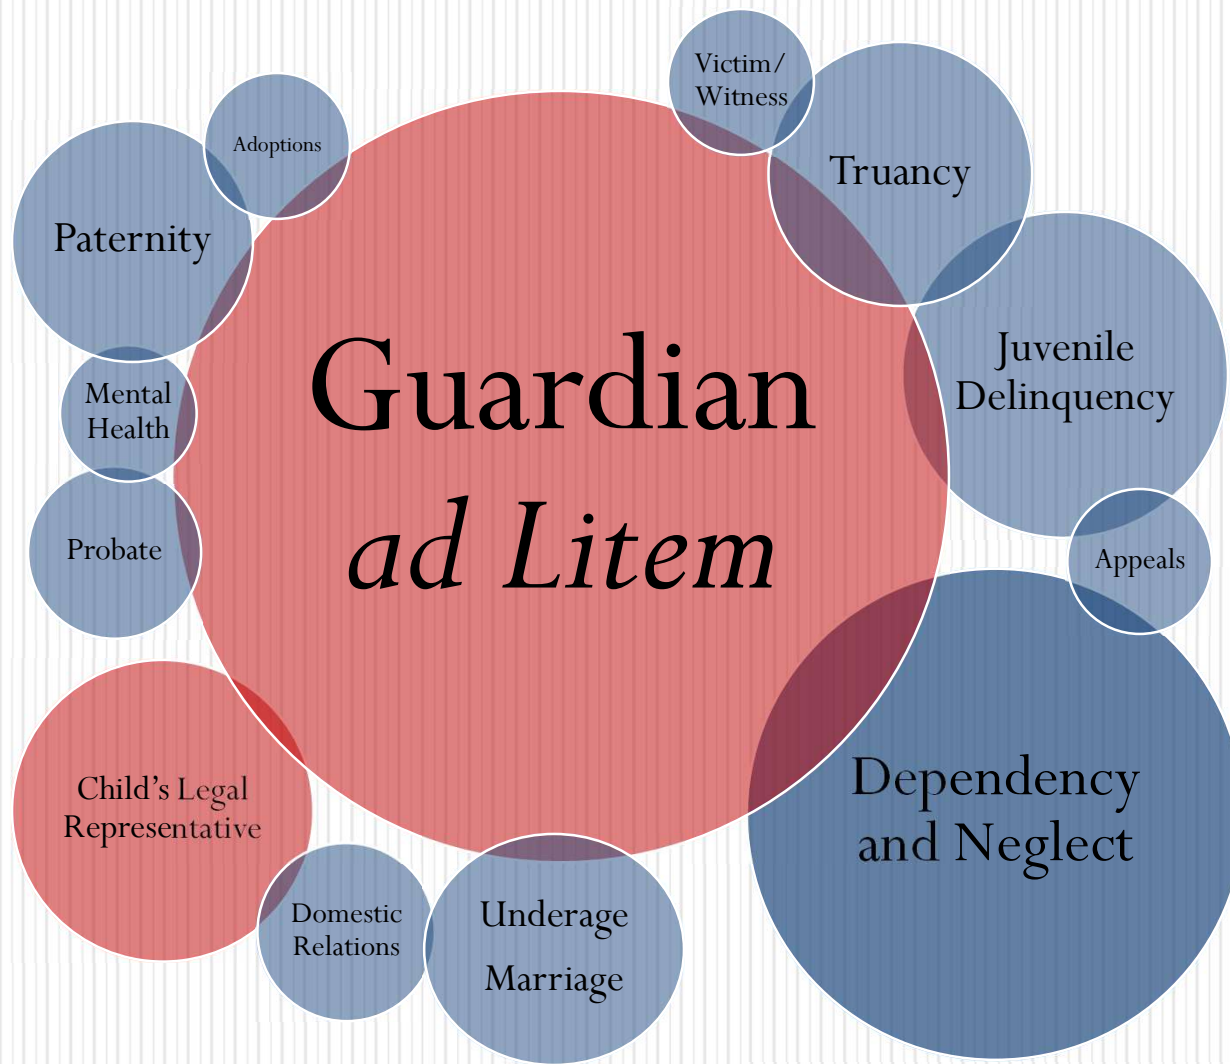 Victim/
Witness
Adoptions
Truancy
Paternity
Guardian
ad Litem
Juvenile
Delinquency
Mental
Health
Probate
Appeals
Child’s Legal
Representative
Dependency
and Neglect
Domestic
Relations
Underage
Marriage